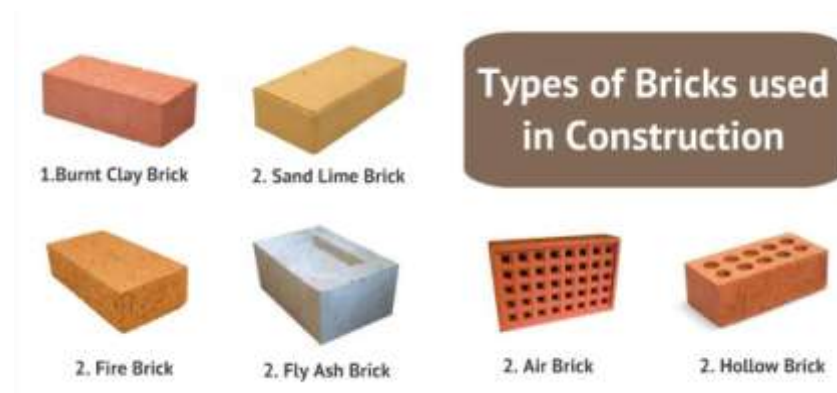 Types of Bricks used
in Construction
1.Burnt Clay Brick
2. Sand Lime Brick
2. Fire Brick
2. Fly Ash Brick
2. Air Brick
2. Hollow Brick